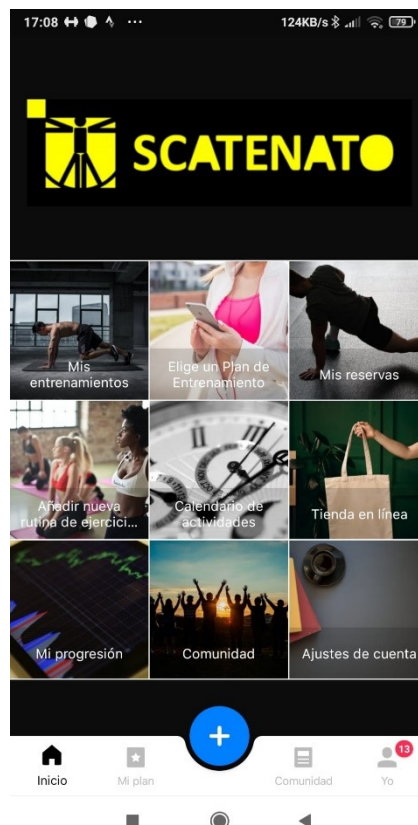 17:08
124KB/s
79
SCATENATO
Mis
entrenamientos
Elige un Plan de
Entrenamiento
Mis reservas
Añadir nueva
rutina de ejercici...
Calendario de
actividades
Tienda en línea
Mi progresión
Comunidad
Ajustes de cuenta
+
13
Inicio
Mi plan
Comunidad
Yo